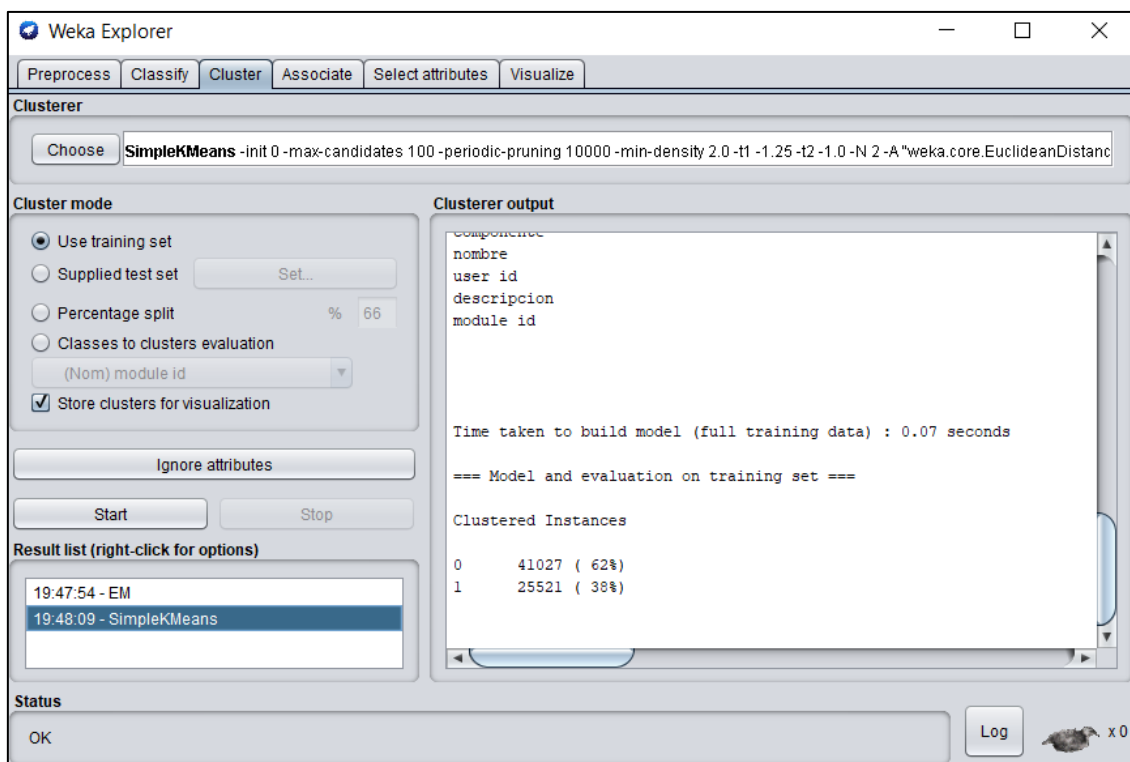 Weka Explorer
Preprocess Classify Cluster Associate Select attributes Visualize
Clusterer
Choose SimpleKMeans -init 0 -max-candidates 100 -periodic-pruning 10000 -min-density 2.0 -t1 -1.25 -t2 -1.0 -N 2 -A "weka.core.EuclideanDistanc
Cluster mode
Use training set
Supplied test set Set...
Percentage split % 66
Classes to clusters evaluation
(Nom) module id
Store clusters for visualization
Ignore attributes
Start Stop
Result list (right-click for options)
19:47:54 - EM
19:48:09 - SimpleKMeans
Clusterer output
componente
nombre
user id
descripcion
module id
Time taken to build model (full training data) : 0.07 seconds
=== Model and evaluation on training set ===
Clustered Instances
0 41027 ( 62%)
1 25521 ( 38%)
Status
OK
Log
x 0